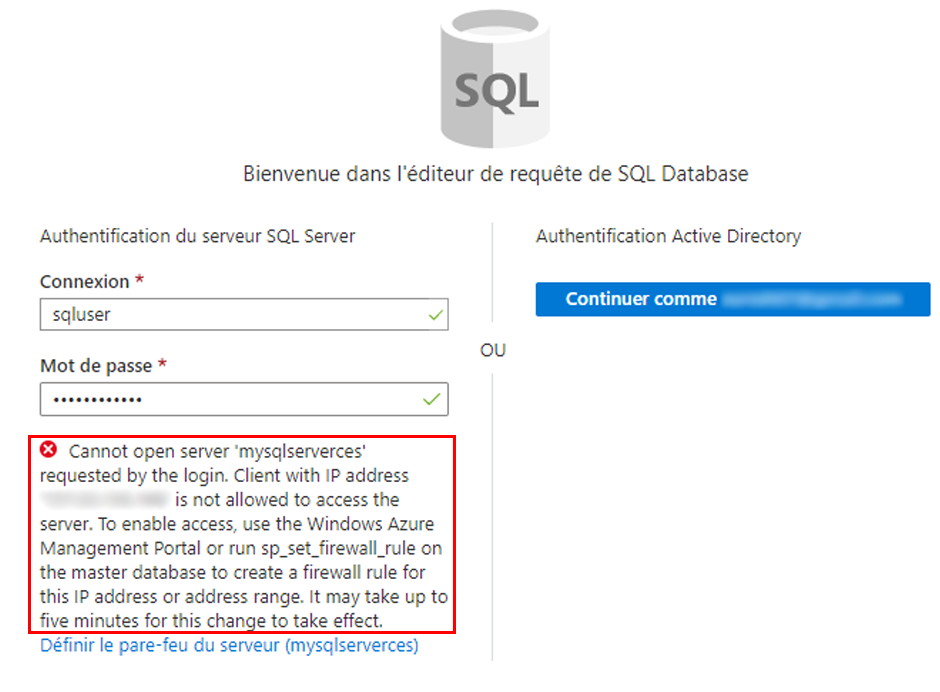 SQL
Bienvenue dans l'éditeur de requête de SQL Database
Authentification du serveur SQL Server
Connexion *
sqluser
Mot de passe *
••••••••••••
Cannot open server 'mysqlserverces'
requested by the login. Client with IP address
is not allowed to access the
server. To enable access, use the Windows Azure
Management Portal or run sp_set_firewall_rule on
the master database to create a firewall rule for
this IP address or address range. It may take up to
five minutes for this change to take effect.
Définir le pare-feu du serveur (mysqlserverces)
OU
Authentification Active Directory
Continuer comme